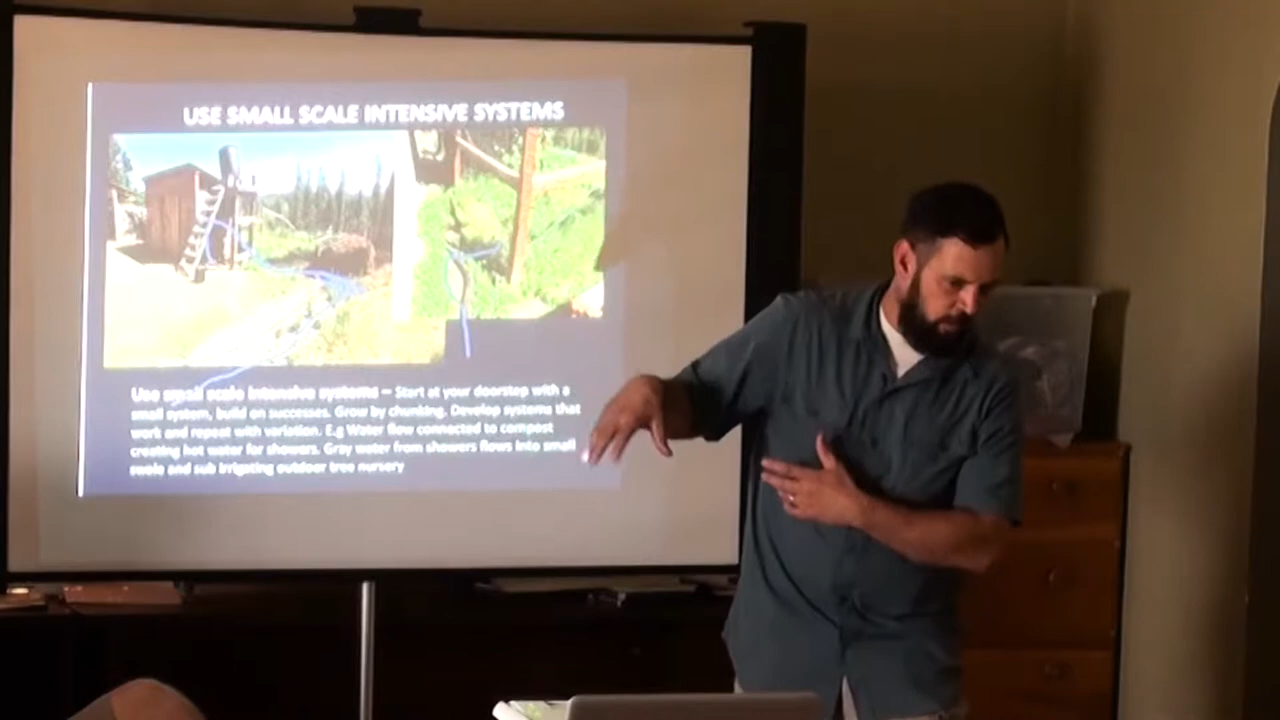 USE SMALL SCALE INTENSIVE SYSTEMS
Use small scale intensive systems – Start at your doorstep with a
small system, build on successes. Grow by chunking. Develop systems that
work and repeat with variation. E.g Water flow connected to compost
creating hot water for showers. Gray water from showers flows into small
swale and sub irrigating outdoor tree nursery